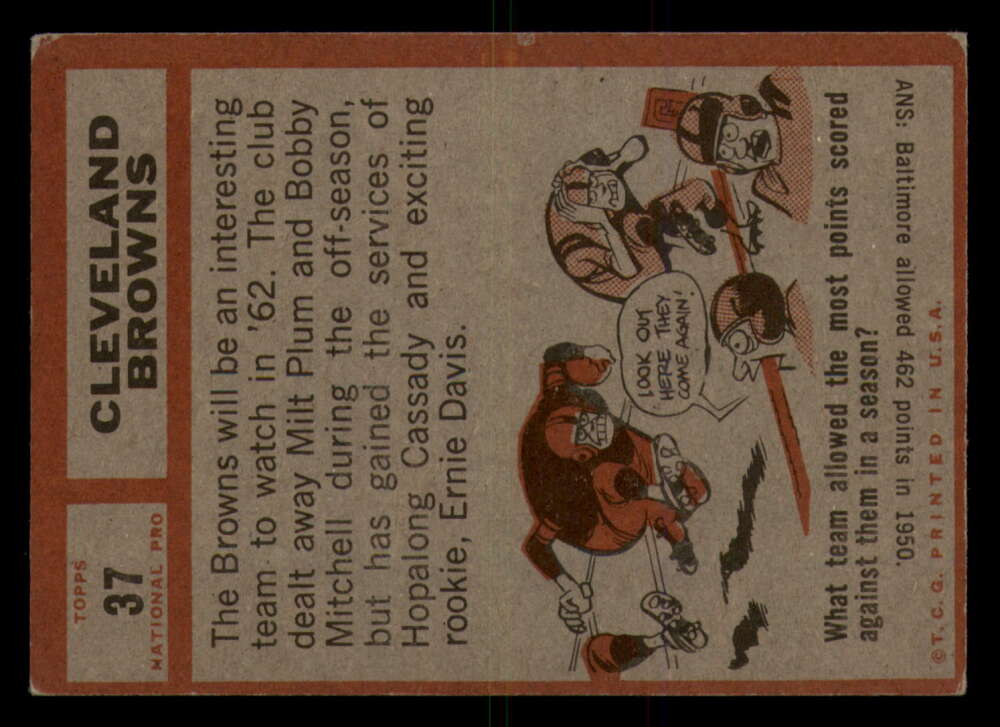 TOPPS
37
NATIONAL PRO
CLEVELAND
BROWNS
The Browns will be an interesting
team to watch in '62. The club
dealt away Milt Plum and Bobby
Mitchell during the off-season,
but has gained the services of
Hopalong Cassady and exciting
rookie, Ernie Davis.
LOOK OUT
HERE THEY
COME AGAIN!
What team allowed the most points scored
against them in a season?
ANS: Baltimore allowed 462 points in 1950.
© T. C. G. PRINTED IN U.S.A.